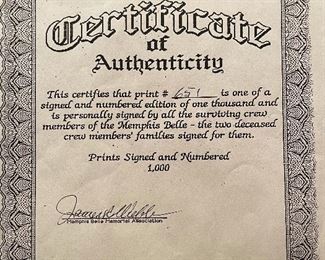 Certificate
of
Authenticity
This certifies that print # 651 is one of a
signed and numbered edition of one thousand and
is personally signed by all the surviving crew
members of the Memphis Belle - the two deceased
crew members' families signed for them.
Prints Signed and Numbered
1,000
Memphis Belle Memorial Association